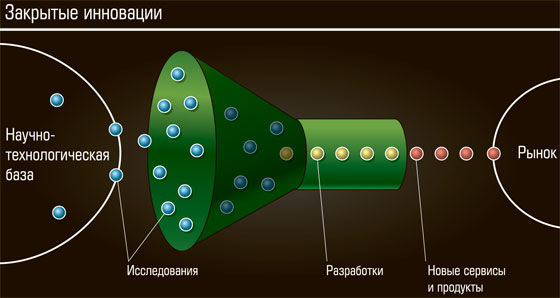 Закрытые инновации
Научно-
технологическая
база
Рынок
Исследования
Разработки
Новые сервисы
и продукты